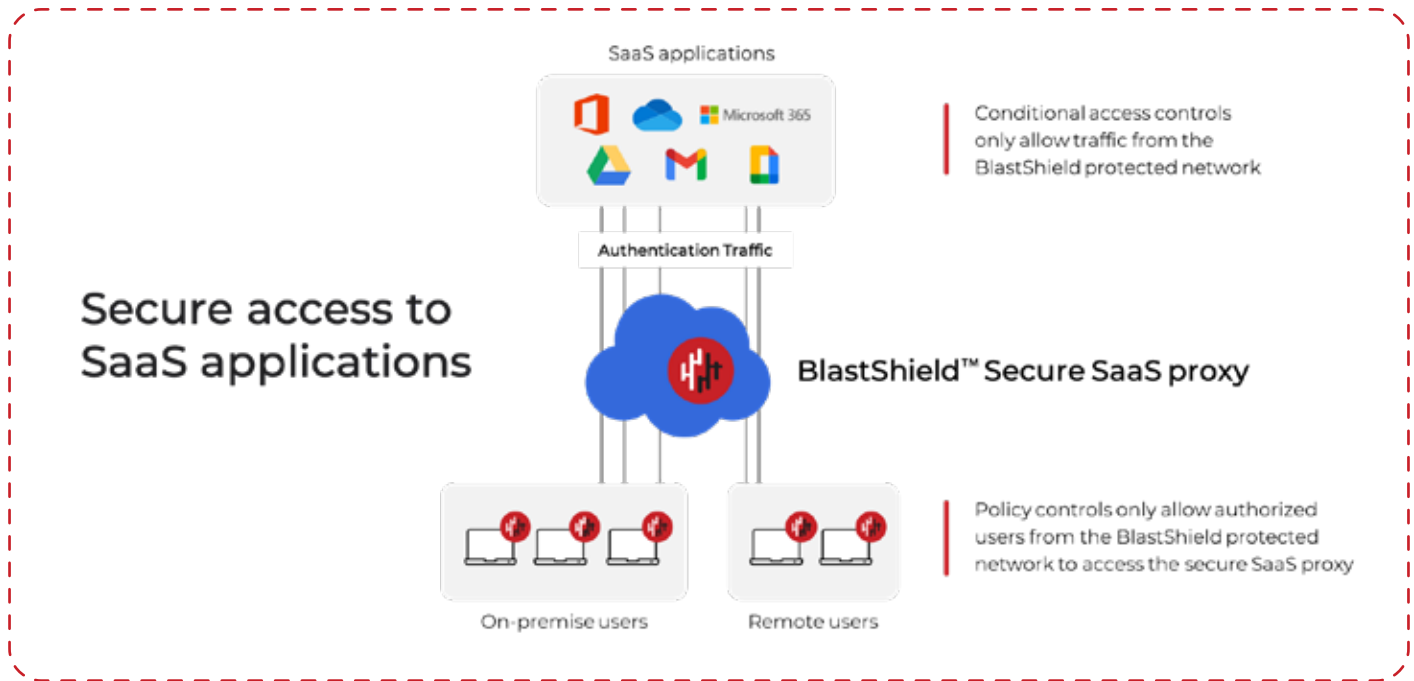 SaaS applications
Microsoft 365
Conditional access controls
only allow traffic from the
BlastShield protected network
Authentication Traffic
Secure access to
SaaS applications
BlastShield™ Secure SaaS proxy
Policy controls only allow authorized
users from the BlastShield protected
network to access the secure SaaS proxy
On-premise users
Remote users